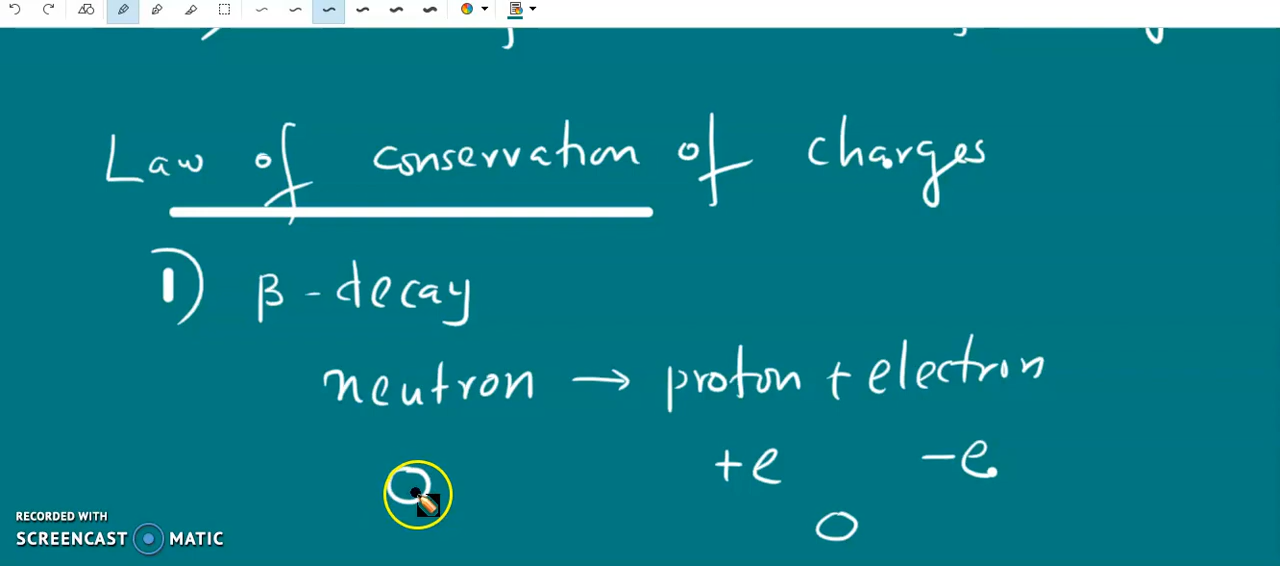 Law of conservation of charges
1) β - decay
neutron → proton + electron
0 +e -e
0
RECORDED WITH
SCREENCAST MATIC